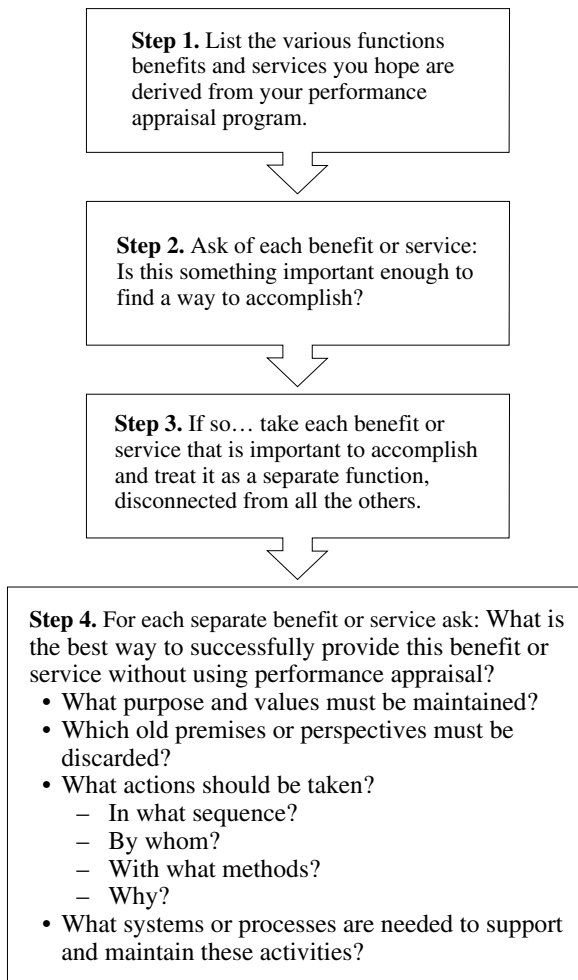 Step 1. List the various functions
benefits and services you hope are
derived from your performance
appraisal program.
Step 2. Ask of each benefit or service:
Is this something important enough to
find a way to accomplish?
Step 3. If so… take each benefit or
service that is important to accomplish
and treat it as a separate function,
disconnected from all the others.
Step 4. For each separate benefit or service ask: What is
the best way to successfully provide this benefit or
service without using performance appraisal?
• What purpose and values must be maintained?
• Which old premises or perspectives must be
discarded?
• What actions should be taken?
– In what sequence?
– By whom?
– With what methods?
– Why?
• What systems or processes are needed to support
and maintain these activities?